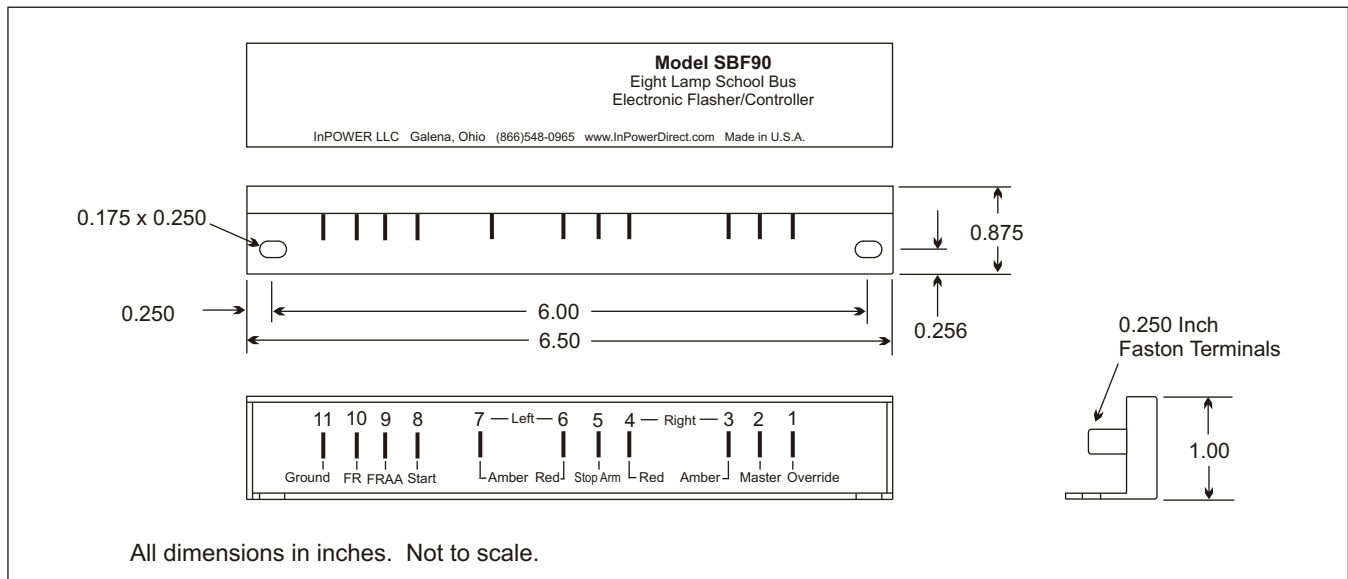 Model SBF90
Eight Lamp School Bus
Electronic Flasher/Controller
InPOWER LLC Galena, Ohio (866)548-0965 www.InPowerDirect.com Made in U.S.A.
0.175 x 0.250
0.875
0.250
6.00
0.256
6.50
0.250 Inch
Faston Terminals
11 10 9 8 7 Left 6 5 4 Right 3 2 1
Ground FR FRAA Start Amber Red Stop Arm Red Amber Master Override
1.00
All dimensions in inches. Not to scale.